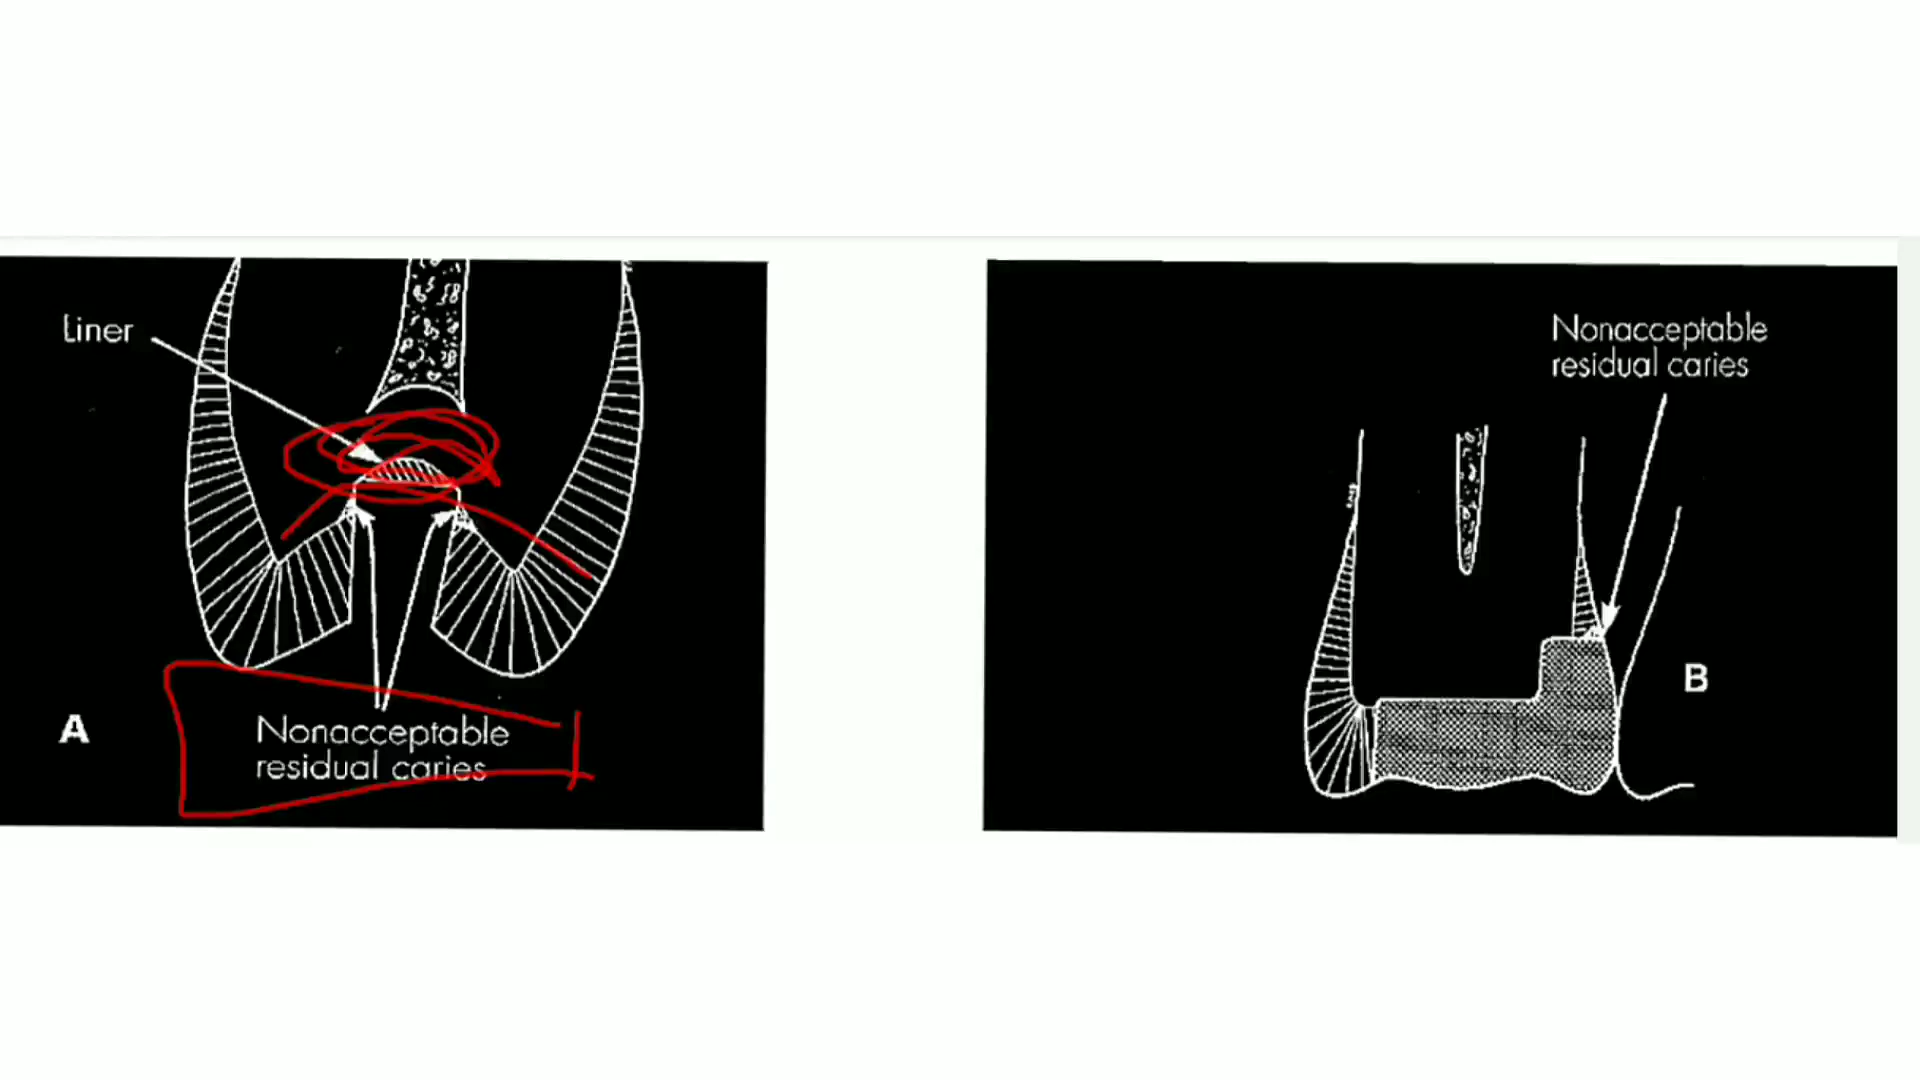 Liner
Nonacceptable
residual caries
A
Nonacceptable
residual caries
B